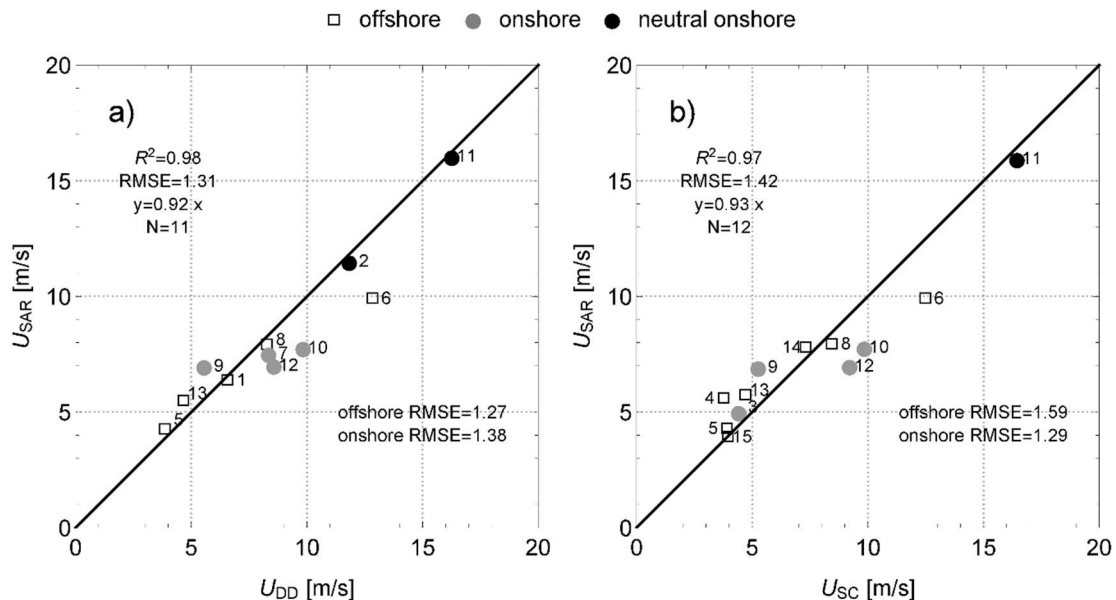 offshore onshore neutral onshore
a)
R²=0.98
RMSE=1.31
y=0.92 x
N=11
offshore RMSE=1.27
onshore RMSE=1.38
20
15
10
5
0
U_SAR [m/s]
11
2
6
8
7
10
12
9
1
13
5
0 5 10 15 20
U_DD [m/s]
b)
R²=0.97
RMSE=1.42
y=0.93 x
N=12
offshore RMSE=1.59
onshore RMSE=1.29
20
15
10
5
0
U_SAR [m/s]
11
6
14
8
10
12
9
4
13
3
5
15
0 5 10 15 20
U_SC [m/s]